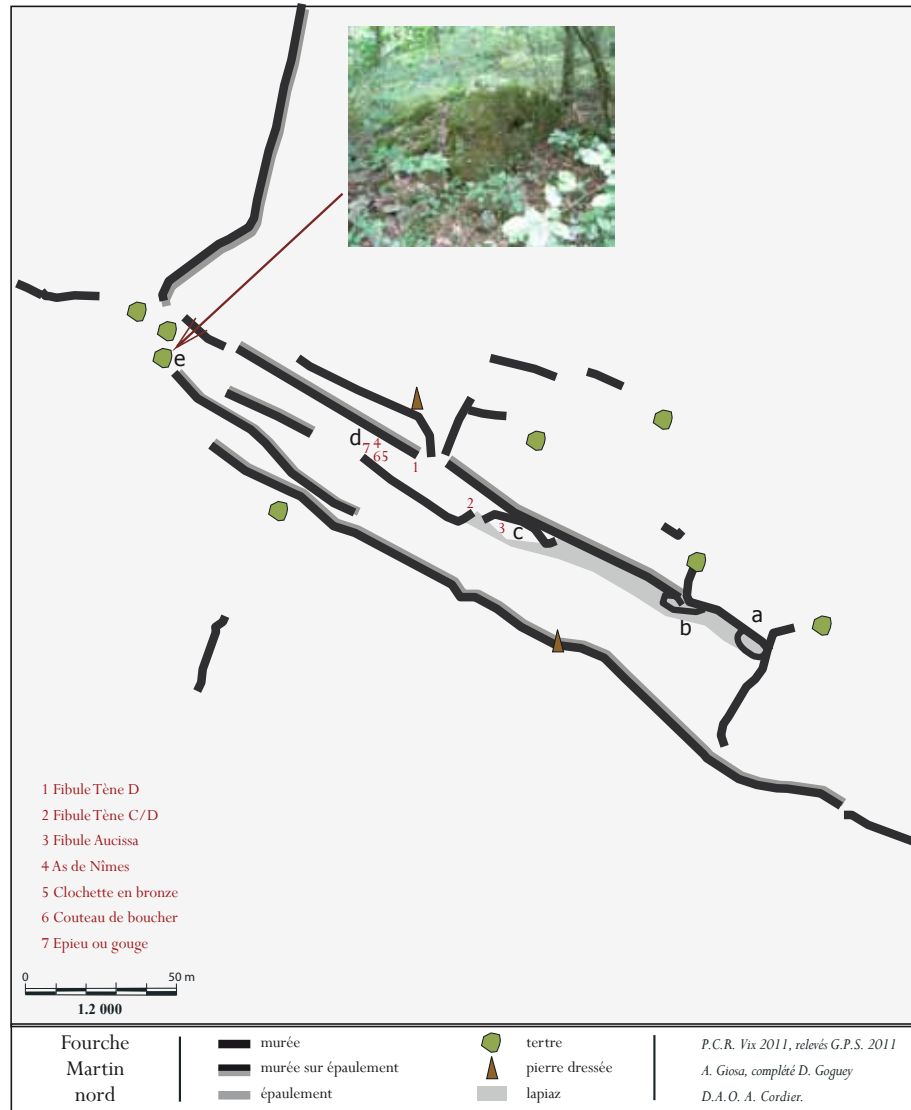 e
d
7 4
65
1
2
3
c
a
b
1 Fibule Tène D
2 Fibule Tène C/D
3 Fibule Aucissa
4 As de Nîmes
5 Clochette en bronze
6 Couteau de boucher
7 Epieu ou gouge
0 50 m
1.2 000
Fourche
Martin
nord
murée
murée sur épaulement
épaulement
tertre
pierre dressée
lapiaz
P.C.R. Vix 2011, relevés G.P.S. 2011
A. Giosa, complété D. Goguey
D.A.O. A. Cordier.